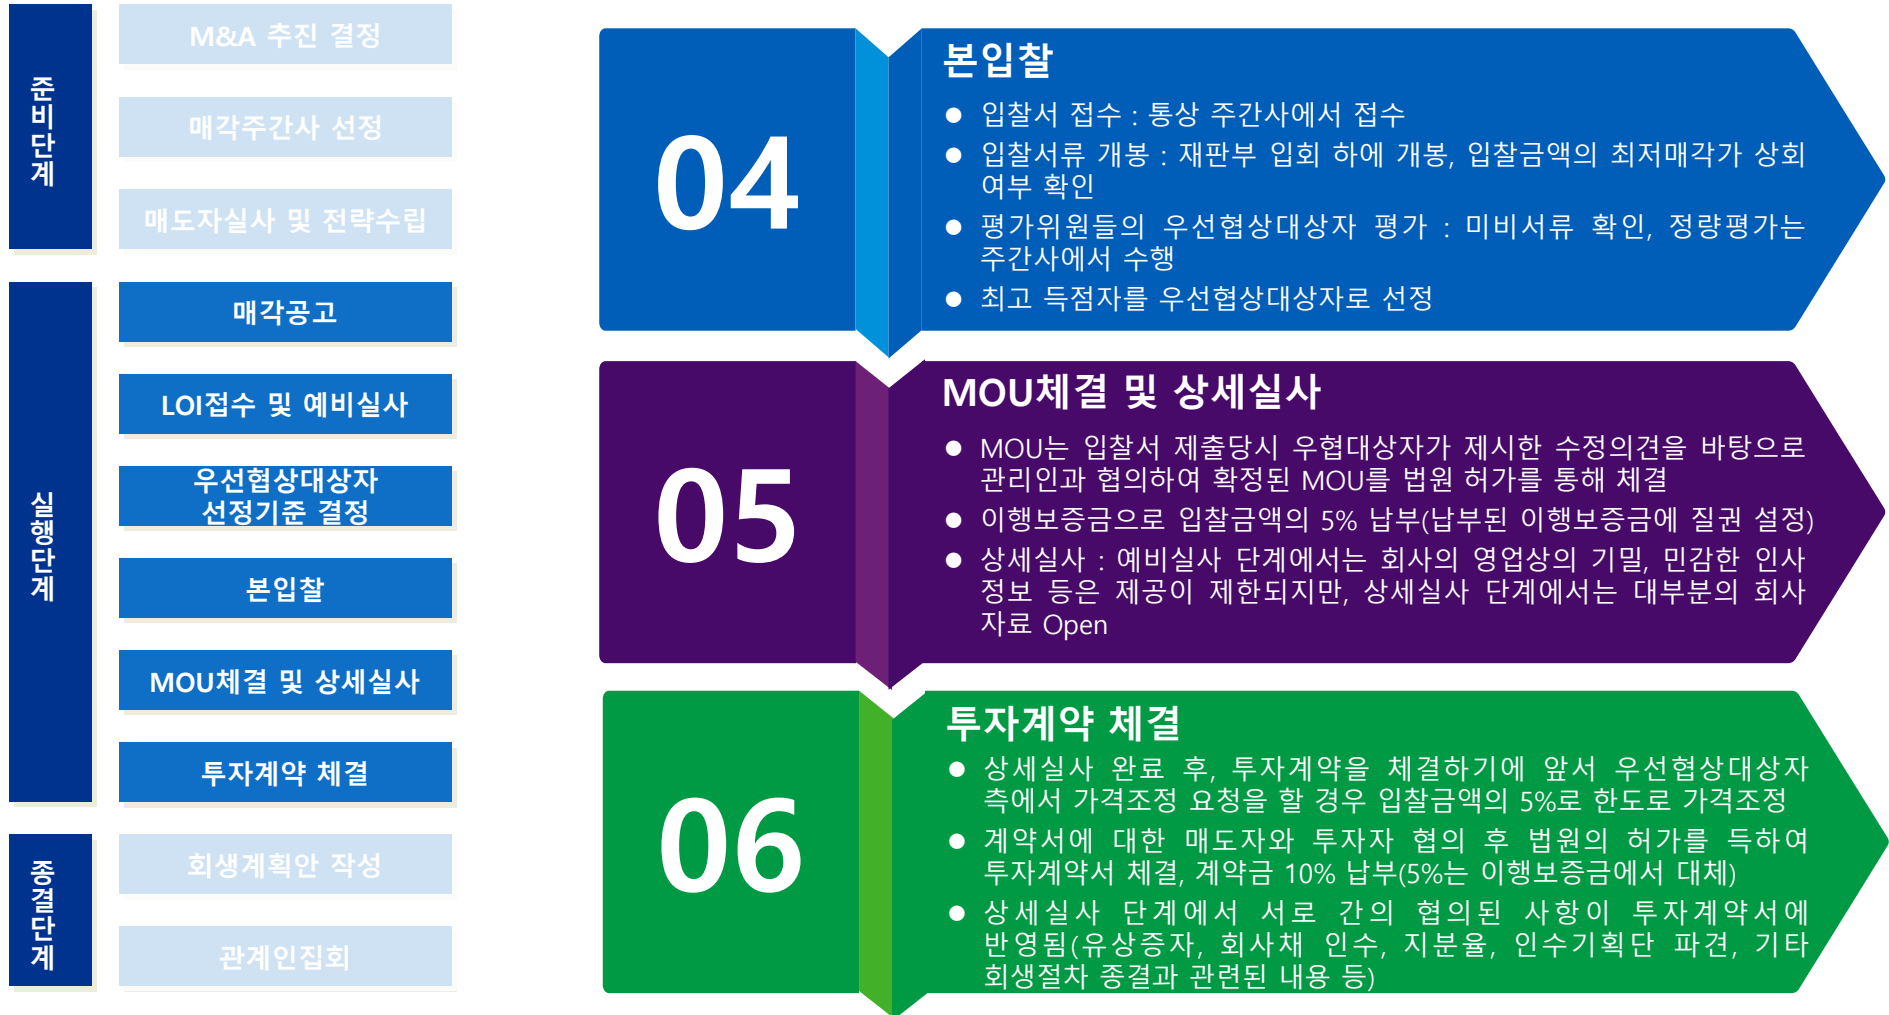 준비단계
M&A 추진 결정
매각주간사 선정
매도자실사 및 전략수립
실행단계
매각공고
LOI접수 및 예비실사
우선협상대상자
선정기준 결정
본입찰
MOU체결 및 상세실사
투자계약 체결
종결단계
회생계획안 작성
관계인집회
04
본입찰
● 입찰서 접수 : 통상 주간사에서 접수
● 입찰서류 개봉 : 재판부 입회 하에 개봉, 입찰금액의 최저매각가 상회
여부 확인
● 평가위원들의 우선협상대상자 평가 : 미비서류 확인, 정량평가는
주간사에서 수행
● 최고 득점자를 우선협상대상자로 선정
05
MOU체결 및 상세실사
● MOU는 입찰서 제출당시 우협대상자가 제시한 수정의견을 바탕으로
관리인과 협의하여 확정된 MOU를 법원 허가를 통해 체결
● 이행보증금으로 입찰금액의 5% 납부(납부된 이행보증금에 질권 설정)
● 상세실사 : 예비실사 단계에서는 회사의 영업상의 기밀, 민감한 인사
정보 등은 제공이 제한되지만, 상세실사 단계에서는 대부분의 회사
자료 Open
06
투자계약 체결
● 상세실사 완료 후, 투자계약을 체결하기에 앞서 우선협상대상자
측에서 가격조정 요청을 할 경우 입찰금액의 5%로 한도로 가격조정
● 계약서에 대한 매도자와 투자자 협의 후 법원의 허가를 득하여
투자계약서 체결, 계약금 10% 납부(5%는 이행보증금에서 대체)
● 상세실사 단계에서 서로 간의 협의된 사항이 투자계약서에
반영됨(유상증자, 회사채 인수, 지분율, 인수기획단 파견, 기타
회생절차 종결과 관련된 내용 등)